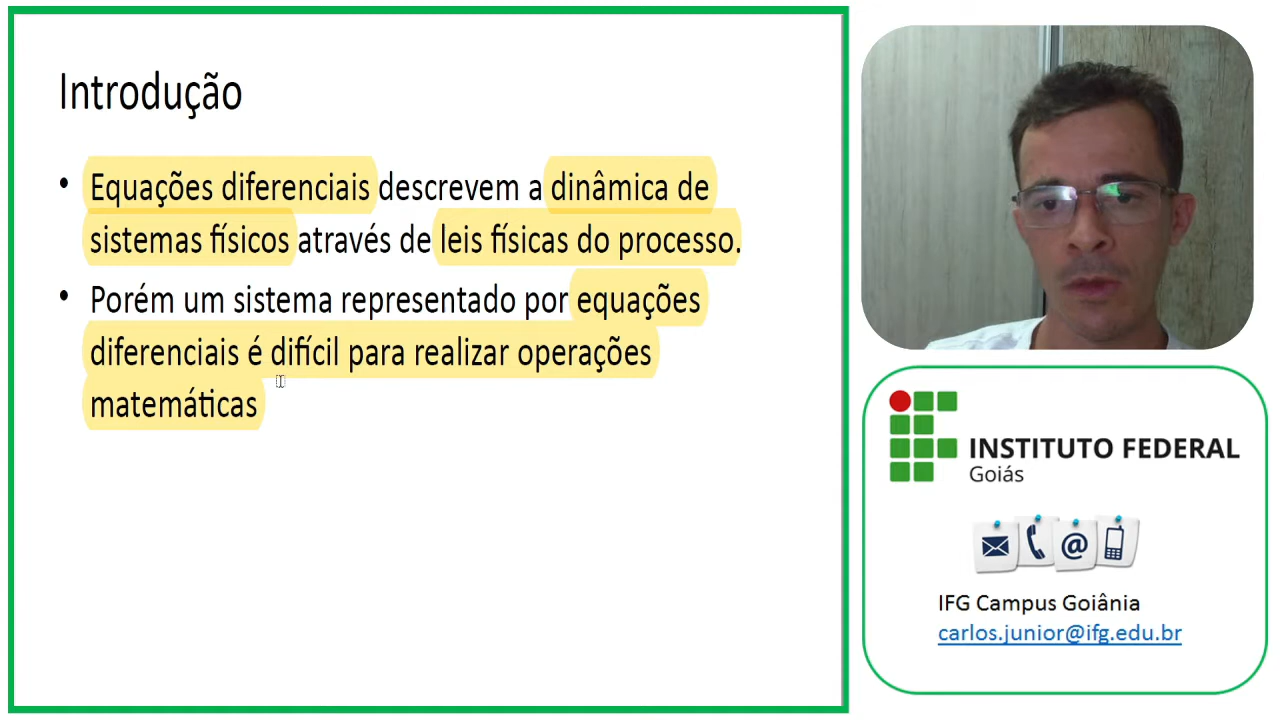 Introdução
• Equações diferenciais descrevem a dinâmica de
sistemas físicos através de leis físicas do processo.
• Porém um sistema representado por equações
diferenciais é difícil para realizar operações
matemáticas
INSTITUTO FEDERAL
Goiás
@
IFG Campus Goiânia
carlos.junior@ifg.edu.br